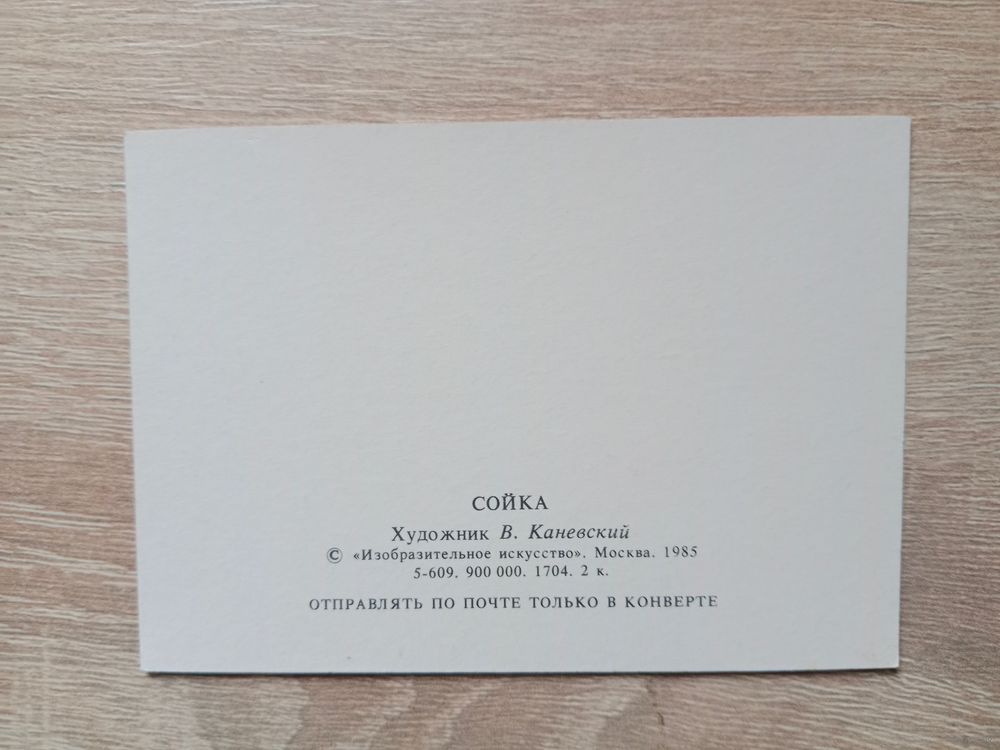 СОЙКА
Художник В. Каневский
© «Изобразительное искусство». Москва. 1985
5-609. 900 000. 1704. 2 к.
ОТПРАВЛЯТЬ ПО ПОЧТЕ ТОЛЬКО В КОНВЕРТЕ